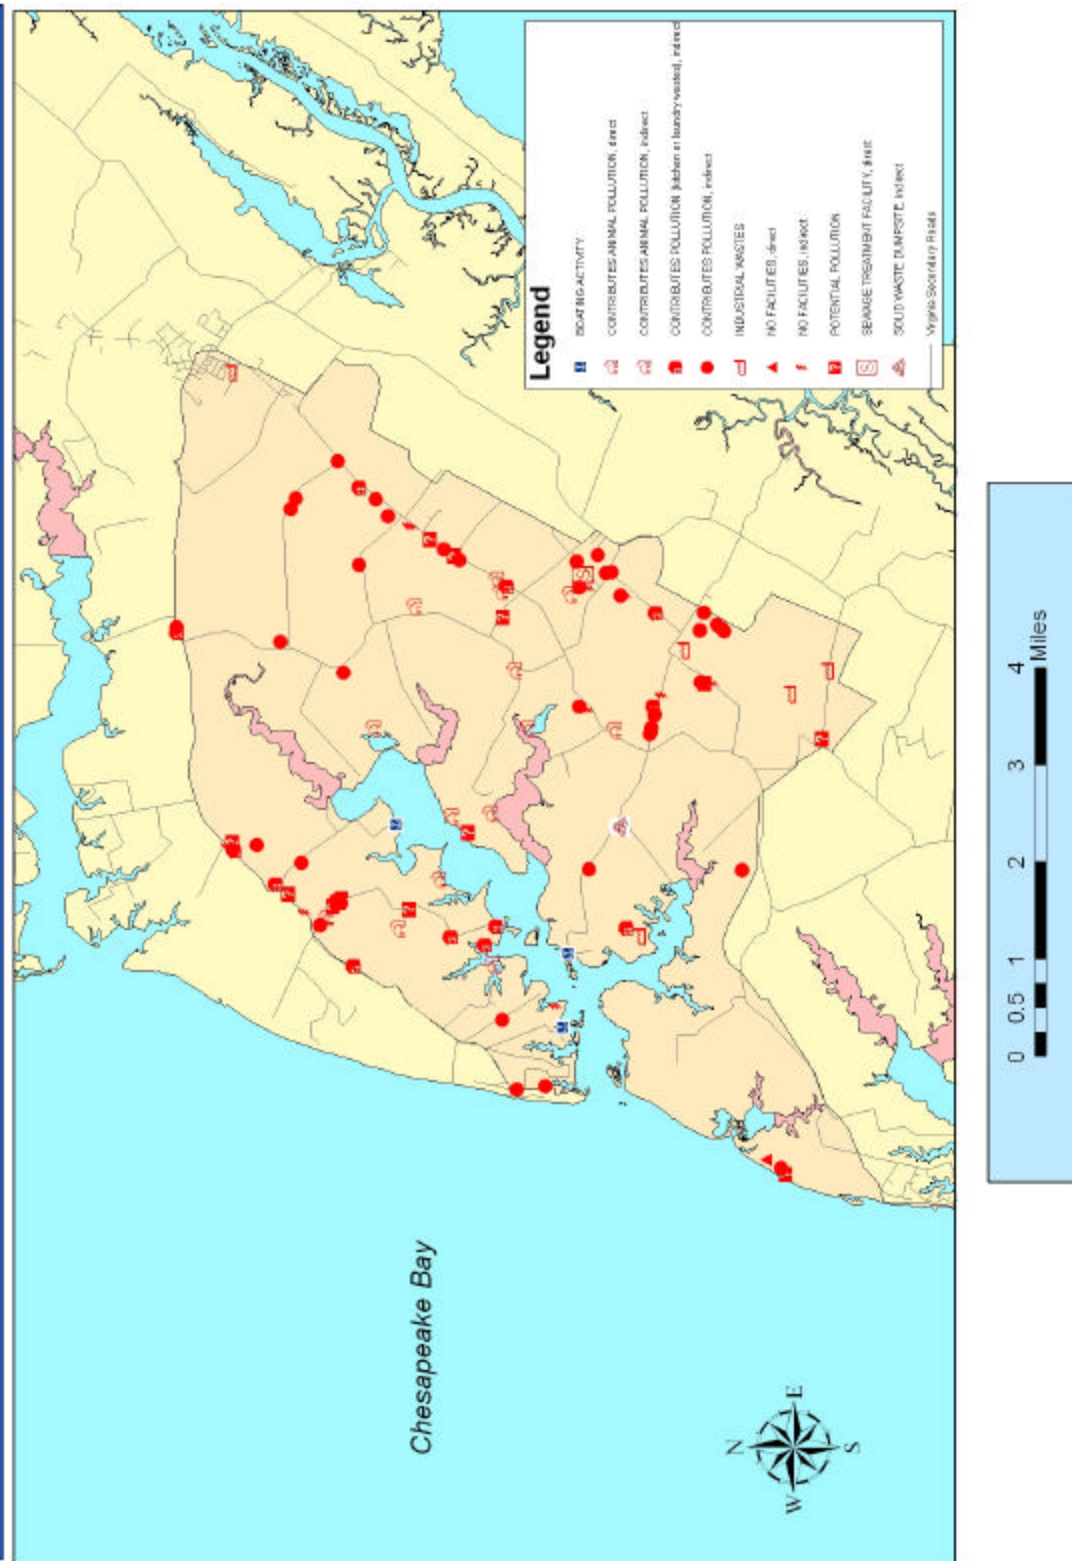 Legend
BOATING ACTIVITY
CONTRIBUTES ANIMAL POLLUTION, direct
CONTRIBUTES ANIMAL POLLUTION, indirect
CONTRIBUTES POLLUTION (kitchen or laundry wastes), indirect
CONTRIBUTES POLLUTION, indirect
INDUSTRIAL WASTES
NO FACILITIES, direct
NO FACILITIES, indirect
POTENTIAL POLLUTION
SEWAGE TREATMENT FACILITY, direct
SOLID WASTE DUMPSITE, indirect
Virginia Secondary Roads
Chesapeake Bay
N
W E
S
0 0.5 1 2 3 4
Miles